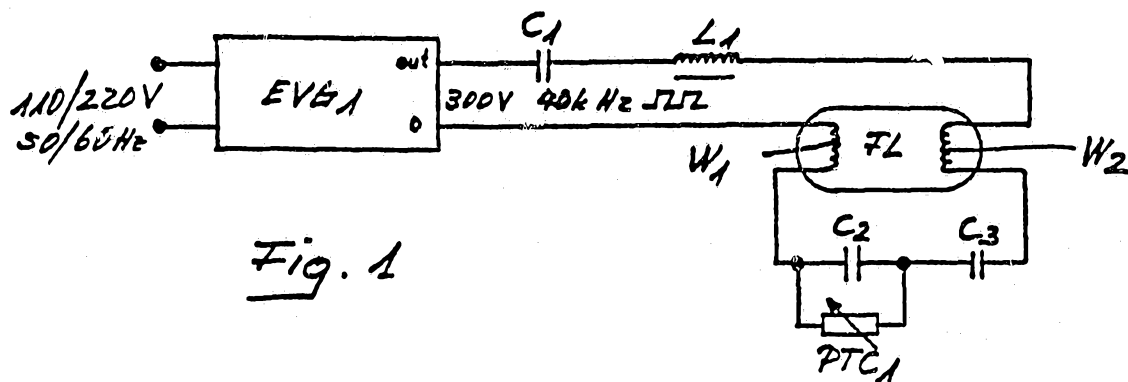 C1
L1
out
EVG1
110/220V
50/60Hz
300V 40kHz
0
FL
W1
W2
C2
C3
PTC1
Fig. 1